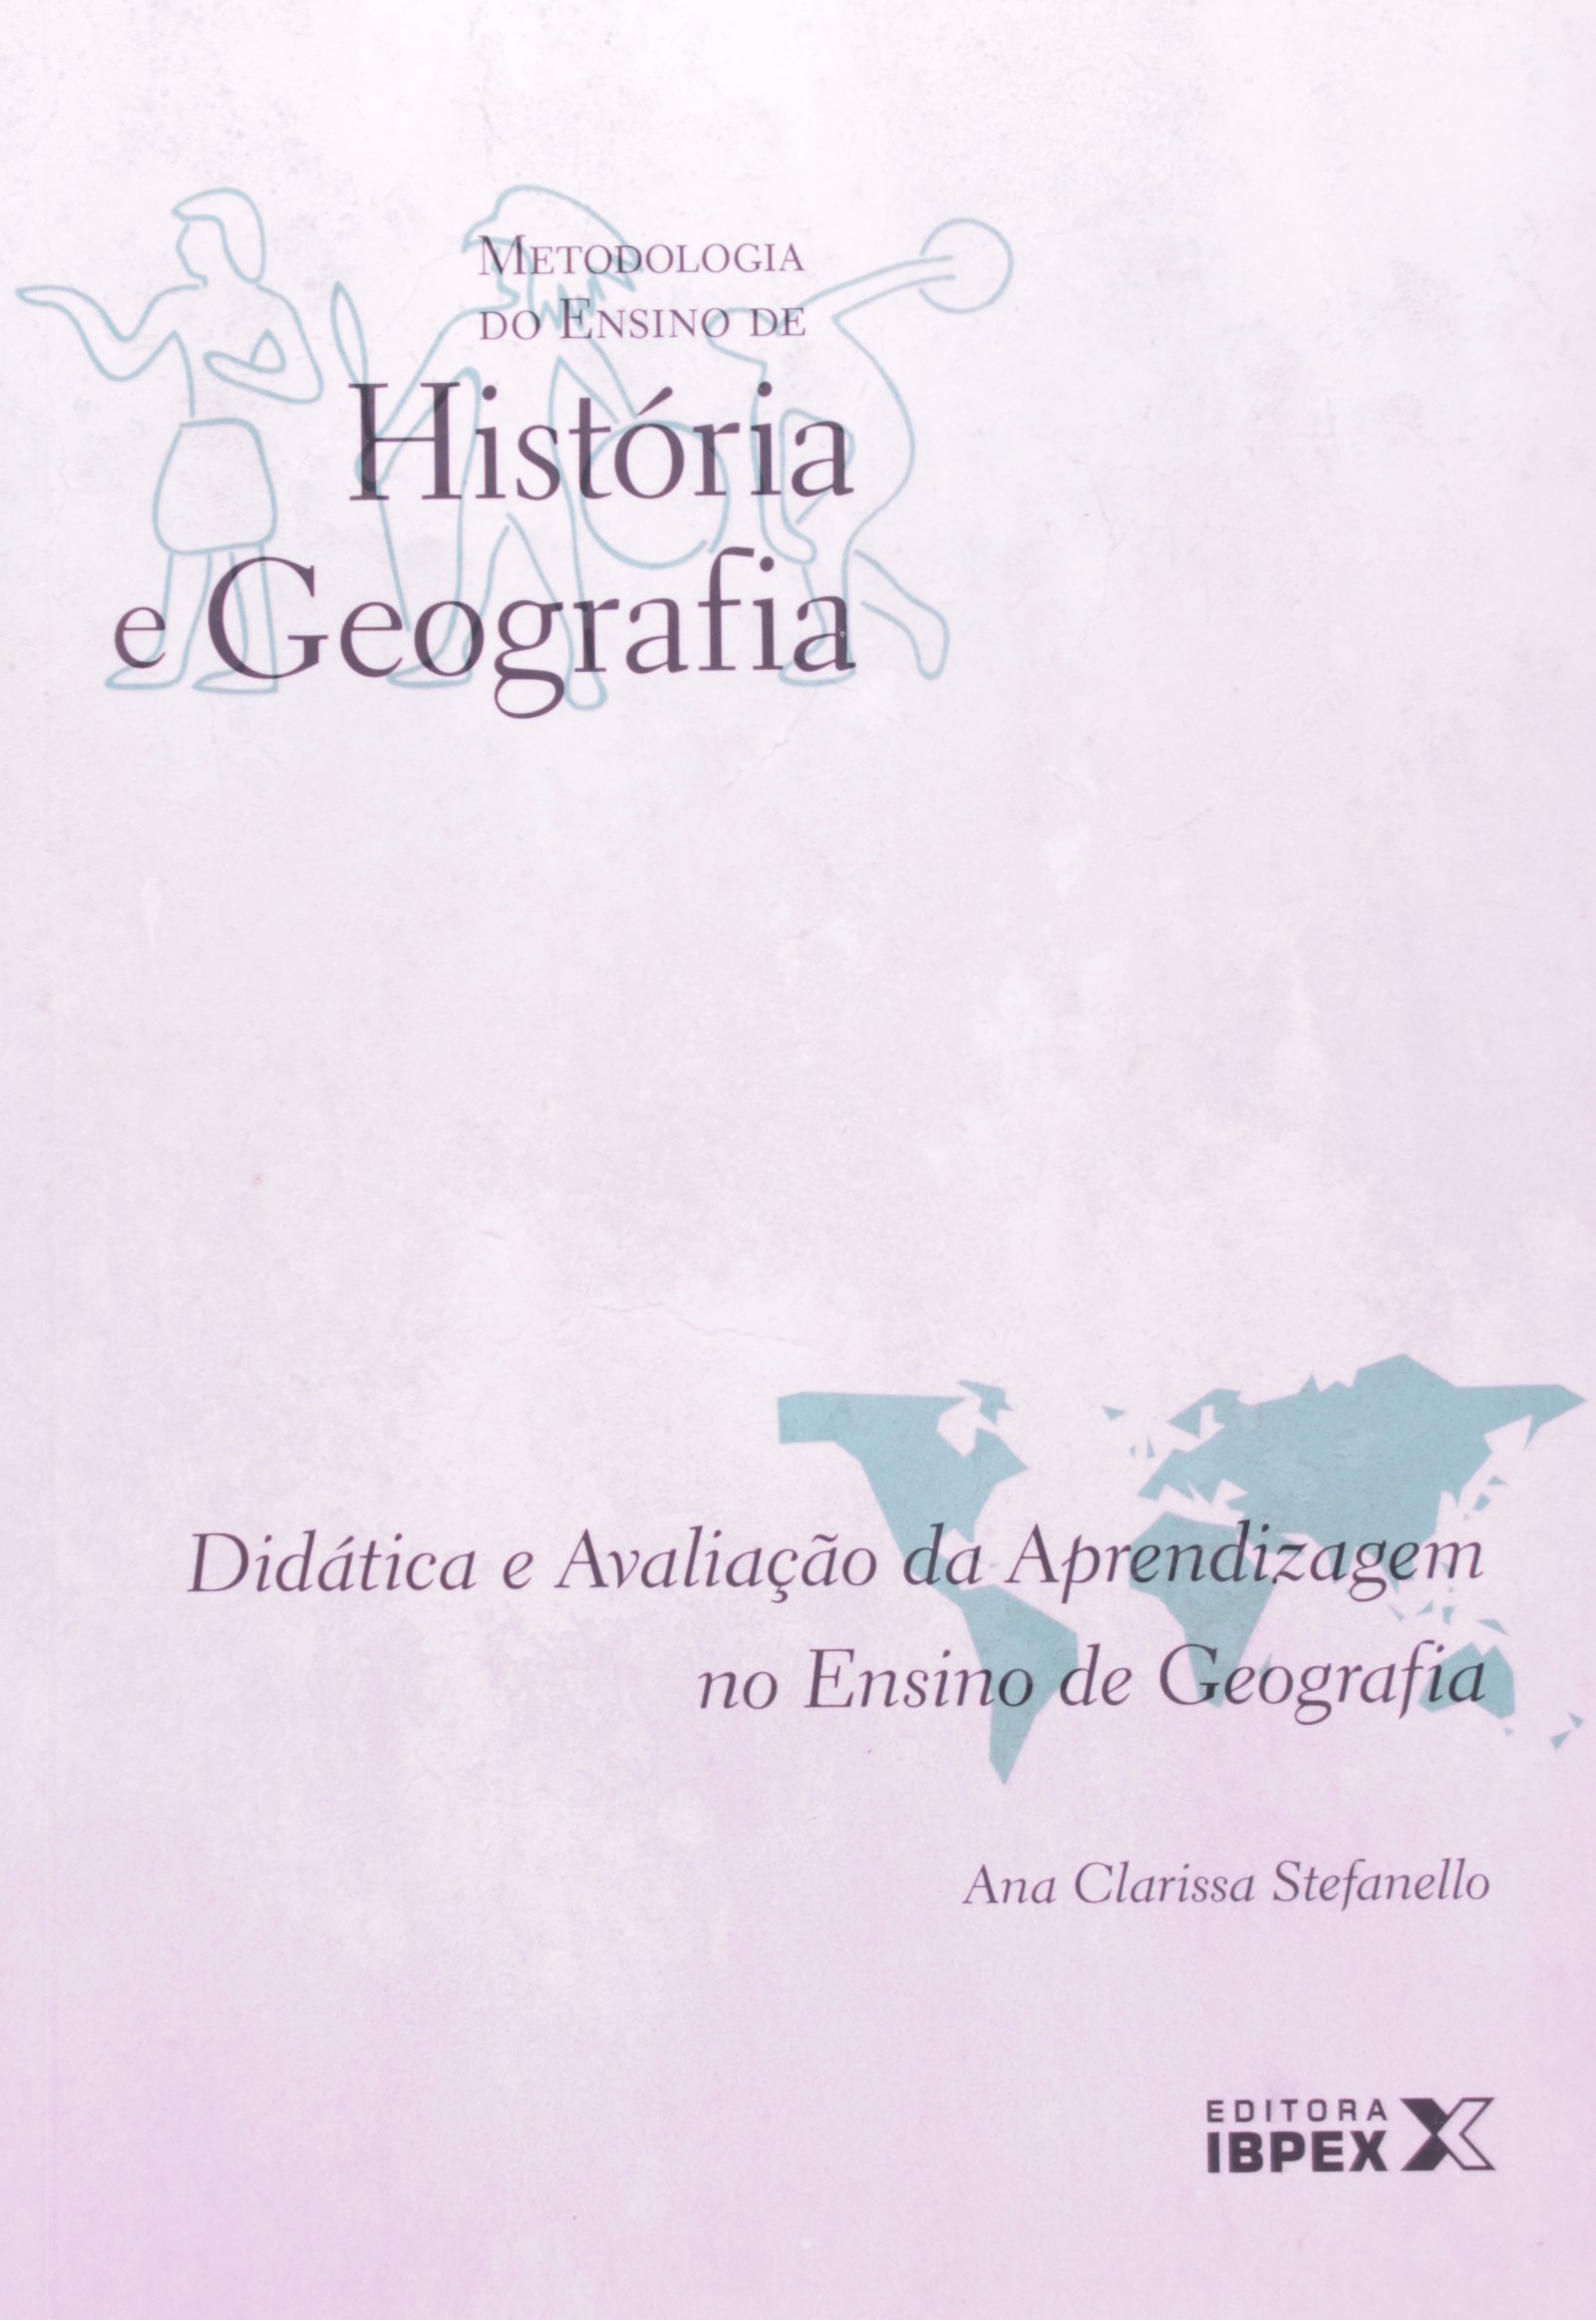 METODOLOGIA
DO ENSINO DE
História
e Geografia
Didática e Avaliação da Aprendizagem
no Ensino de Geografia
Ana Clarissa Stefanello
EDITORA
IBPEX